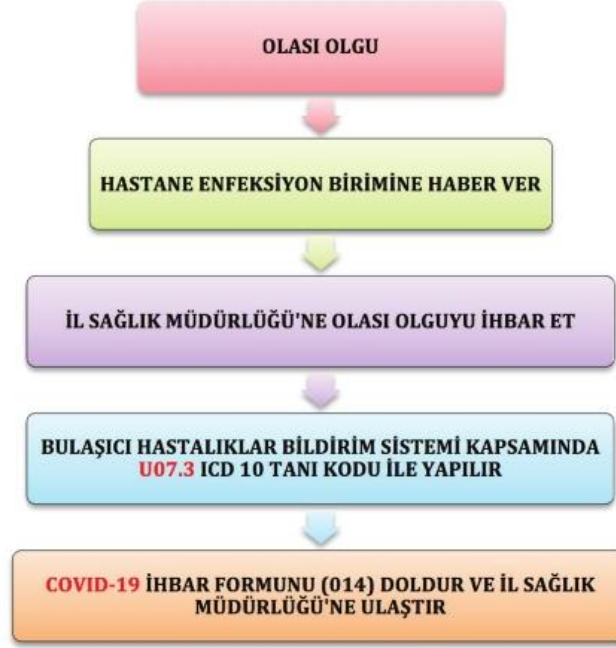 OLASI OLGU
HASTANE ENFEKSİYON BİRİMİNE HABER VER
İL SAĞLIK MÜDÜRLÜĞÜ'NE OLASI OLGUYU İHBAR ET
BULAŞICI HASTALIKLAR BİLDİRİM SİSTEMİ KAPSAMINDA
U07.3 ICD 10 TANI KODU İLE YAPILIR
COVID-19 İHBAR FORMUNU (014) DOLDUR VE İL SAĞLIK
MÜDÜRLÜĞÜ'NE ULAŞTIR